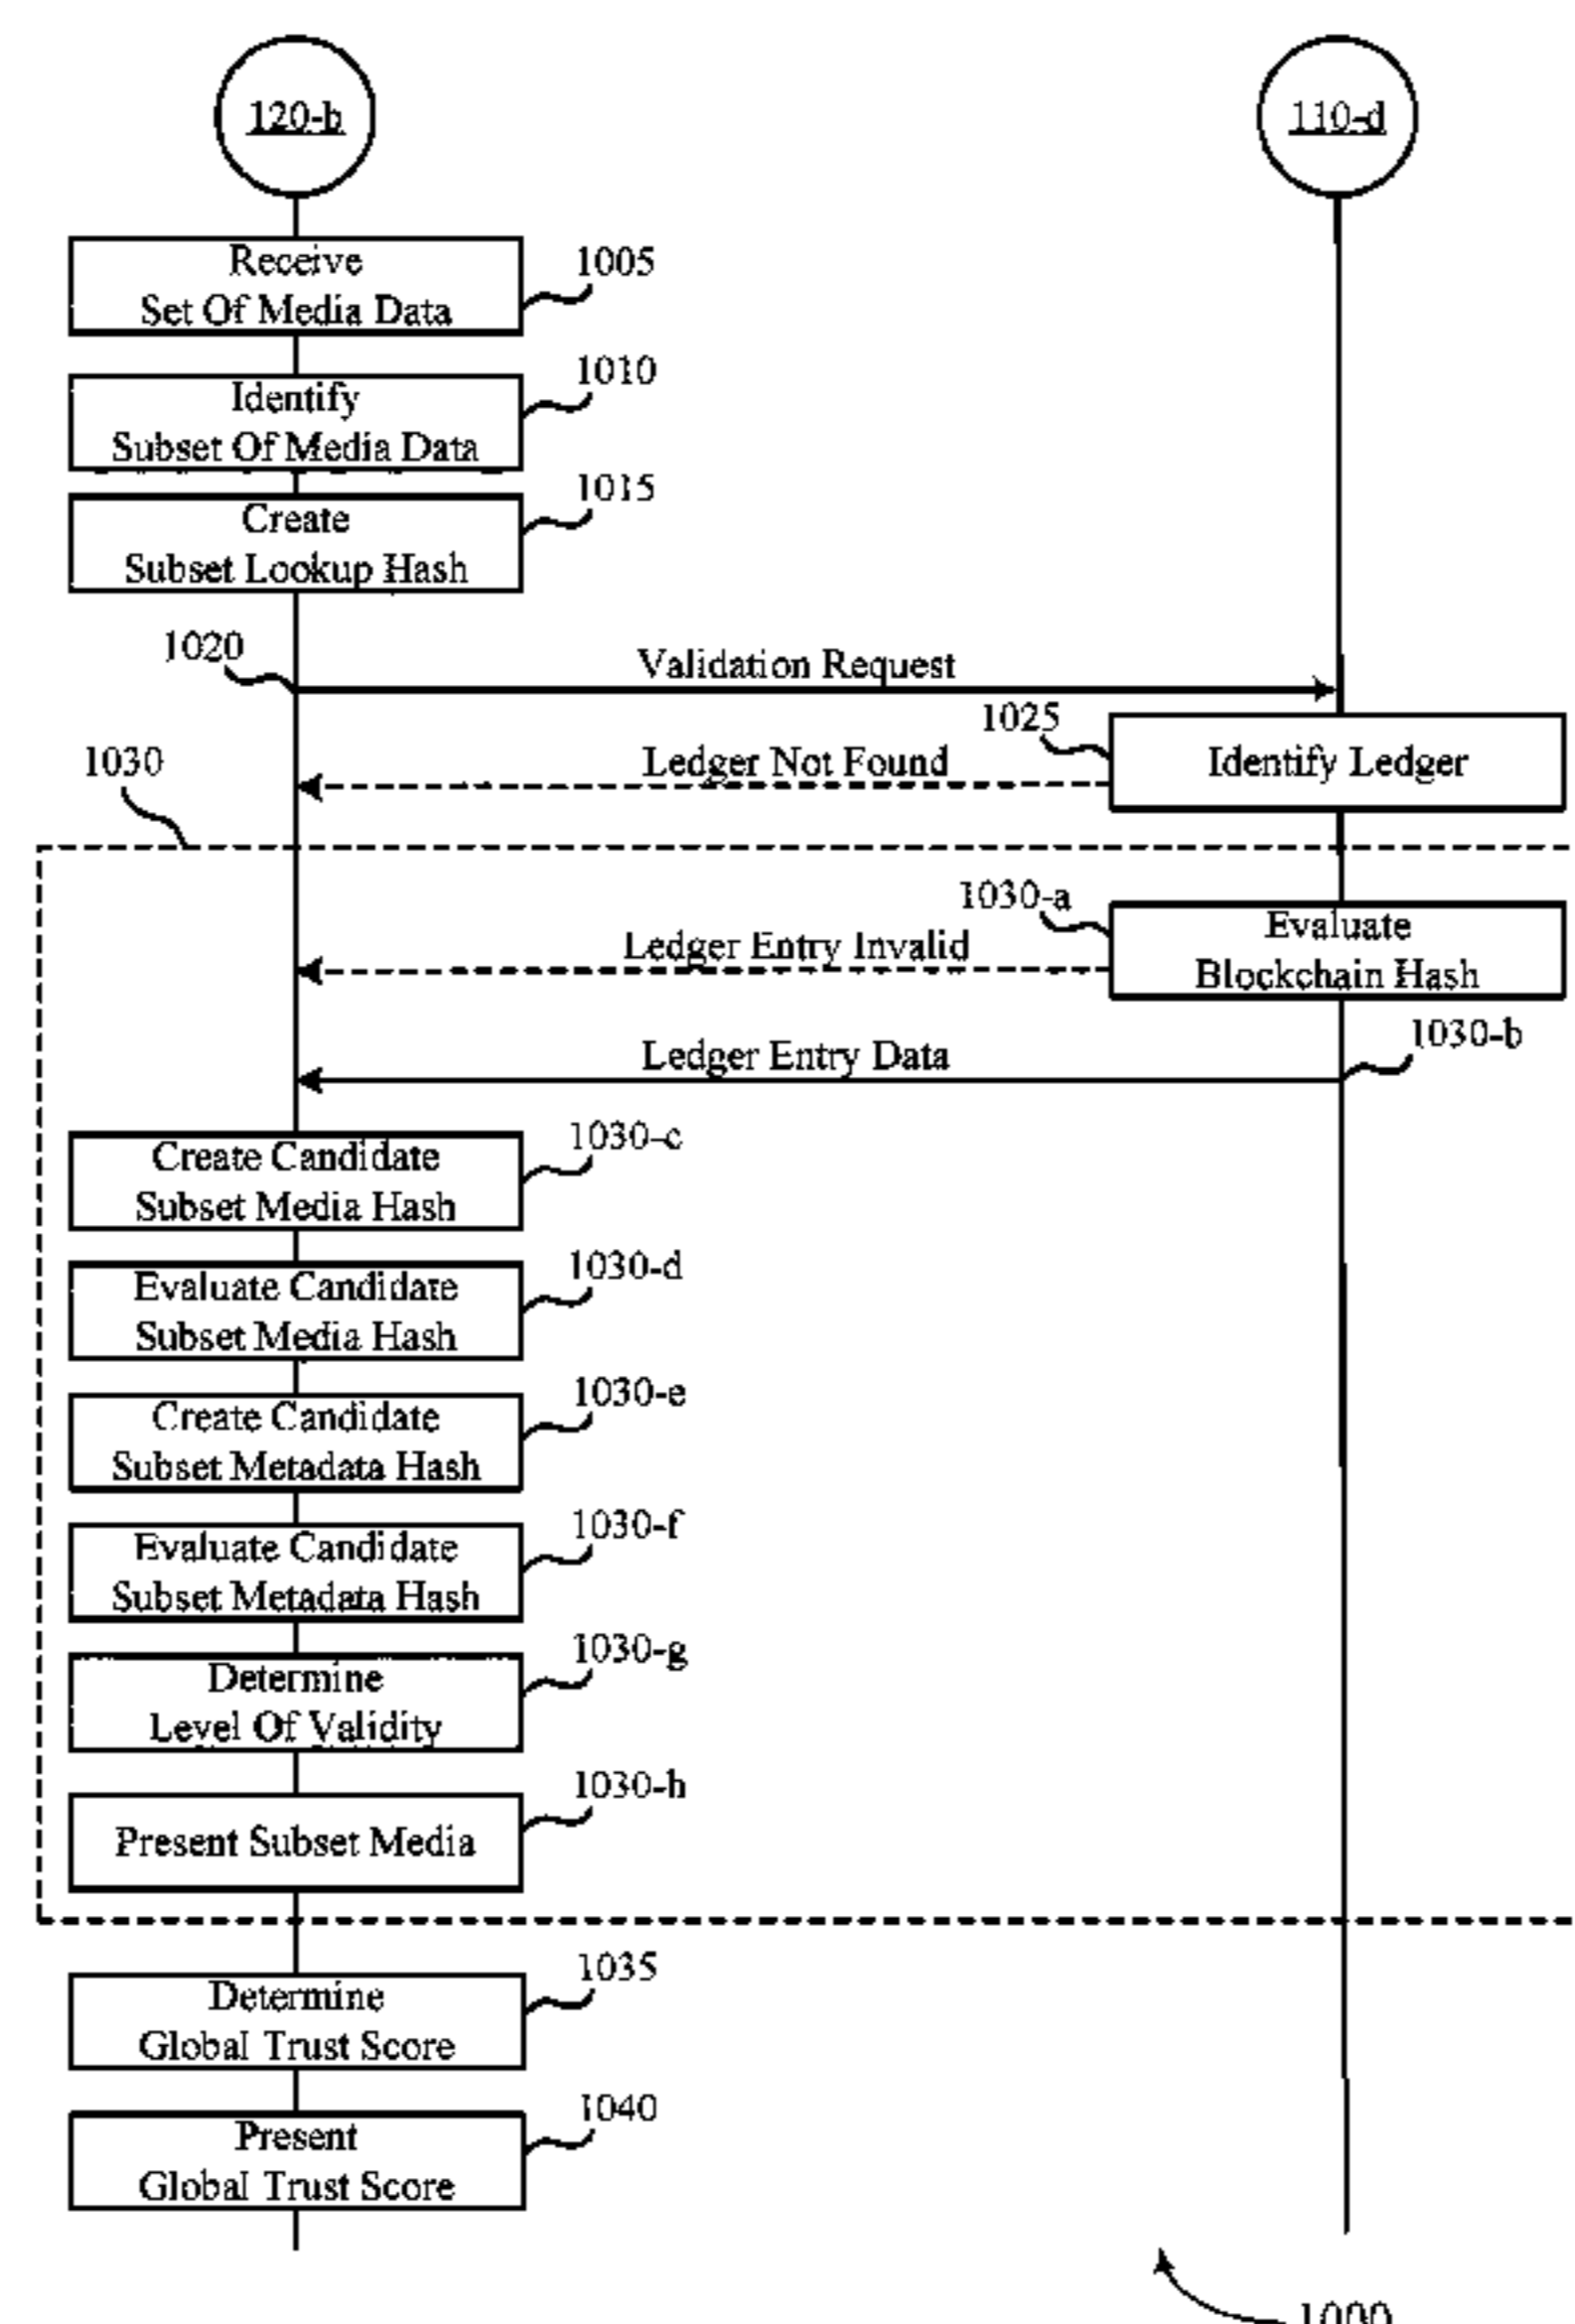 120-b
110-d
Receive
Set Of Media Data
1005
Identify
Subset Of Media Data
1010
Create
Subset Lookup Hash
1015
1020
Validation Request
1025
Identify Ledger
Ledger Not Found
1030
1030-a
Evaluate
Blockchain Hash
Ledger Entry Invalid
1030-b
Ledger Entry Data
Create Candidate
Subset Media Hash
1030-c
Evaluate Candidate
Subset Media Hash
1030-d
Create Candidate
Subset Metadata Hash
1030-e
Evaluate Candidate
Subset Metadata Hash
1030-f
Determine
Level Of Validity
1030-g
Present Subset Media
1030-h
Determine
Global Trust Score
1035
Present
Global Trust Score
1040
1000